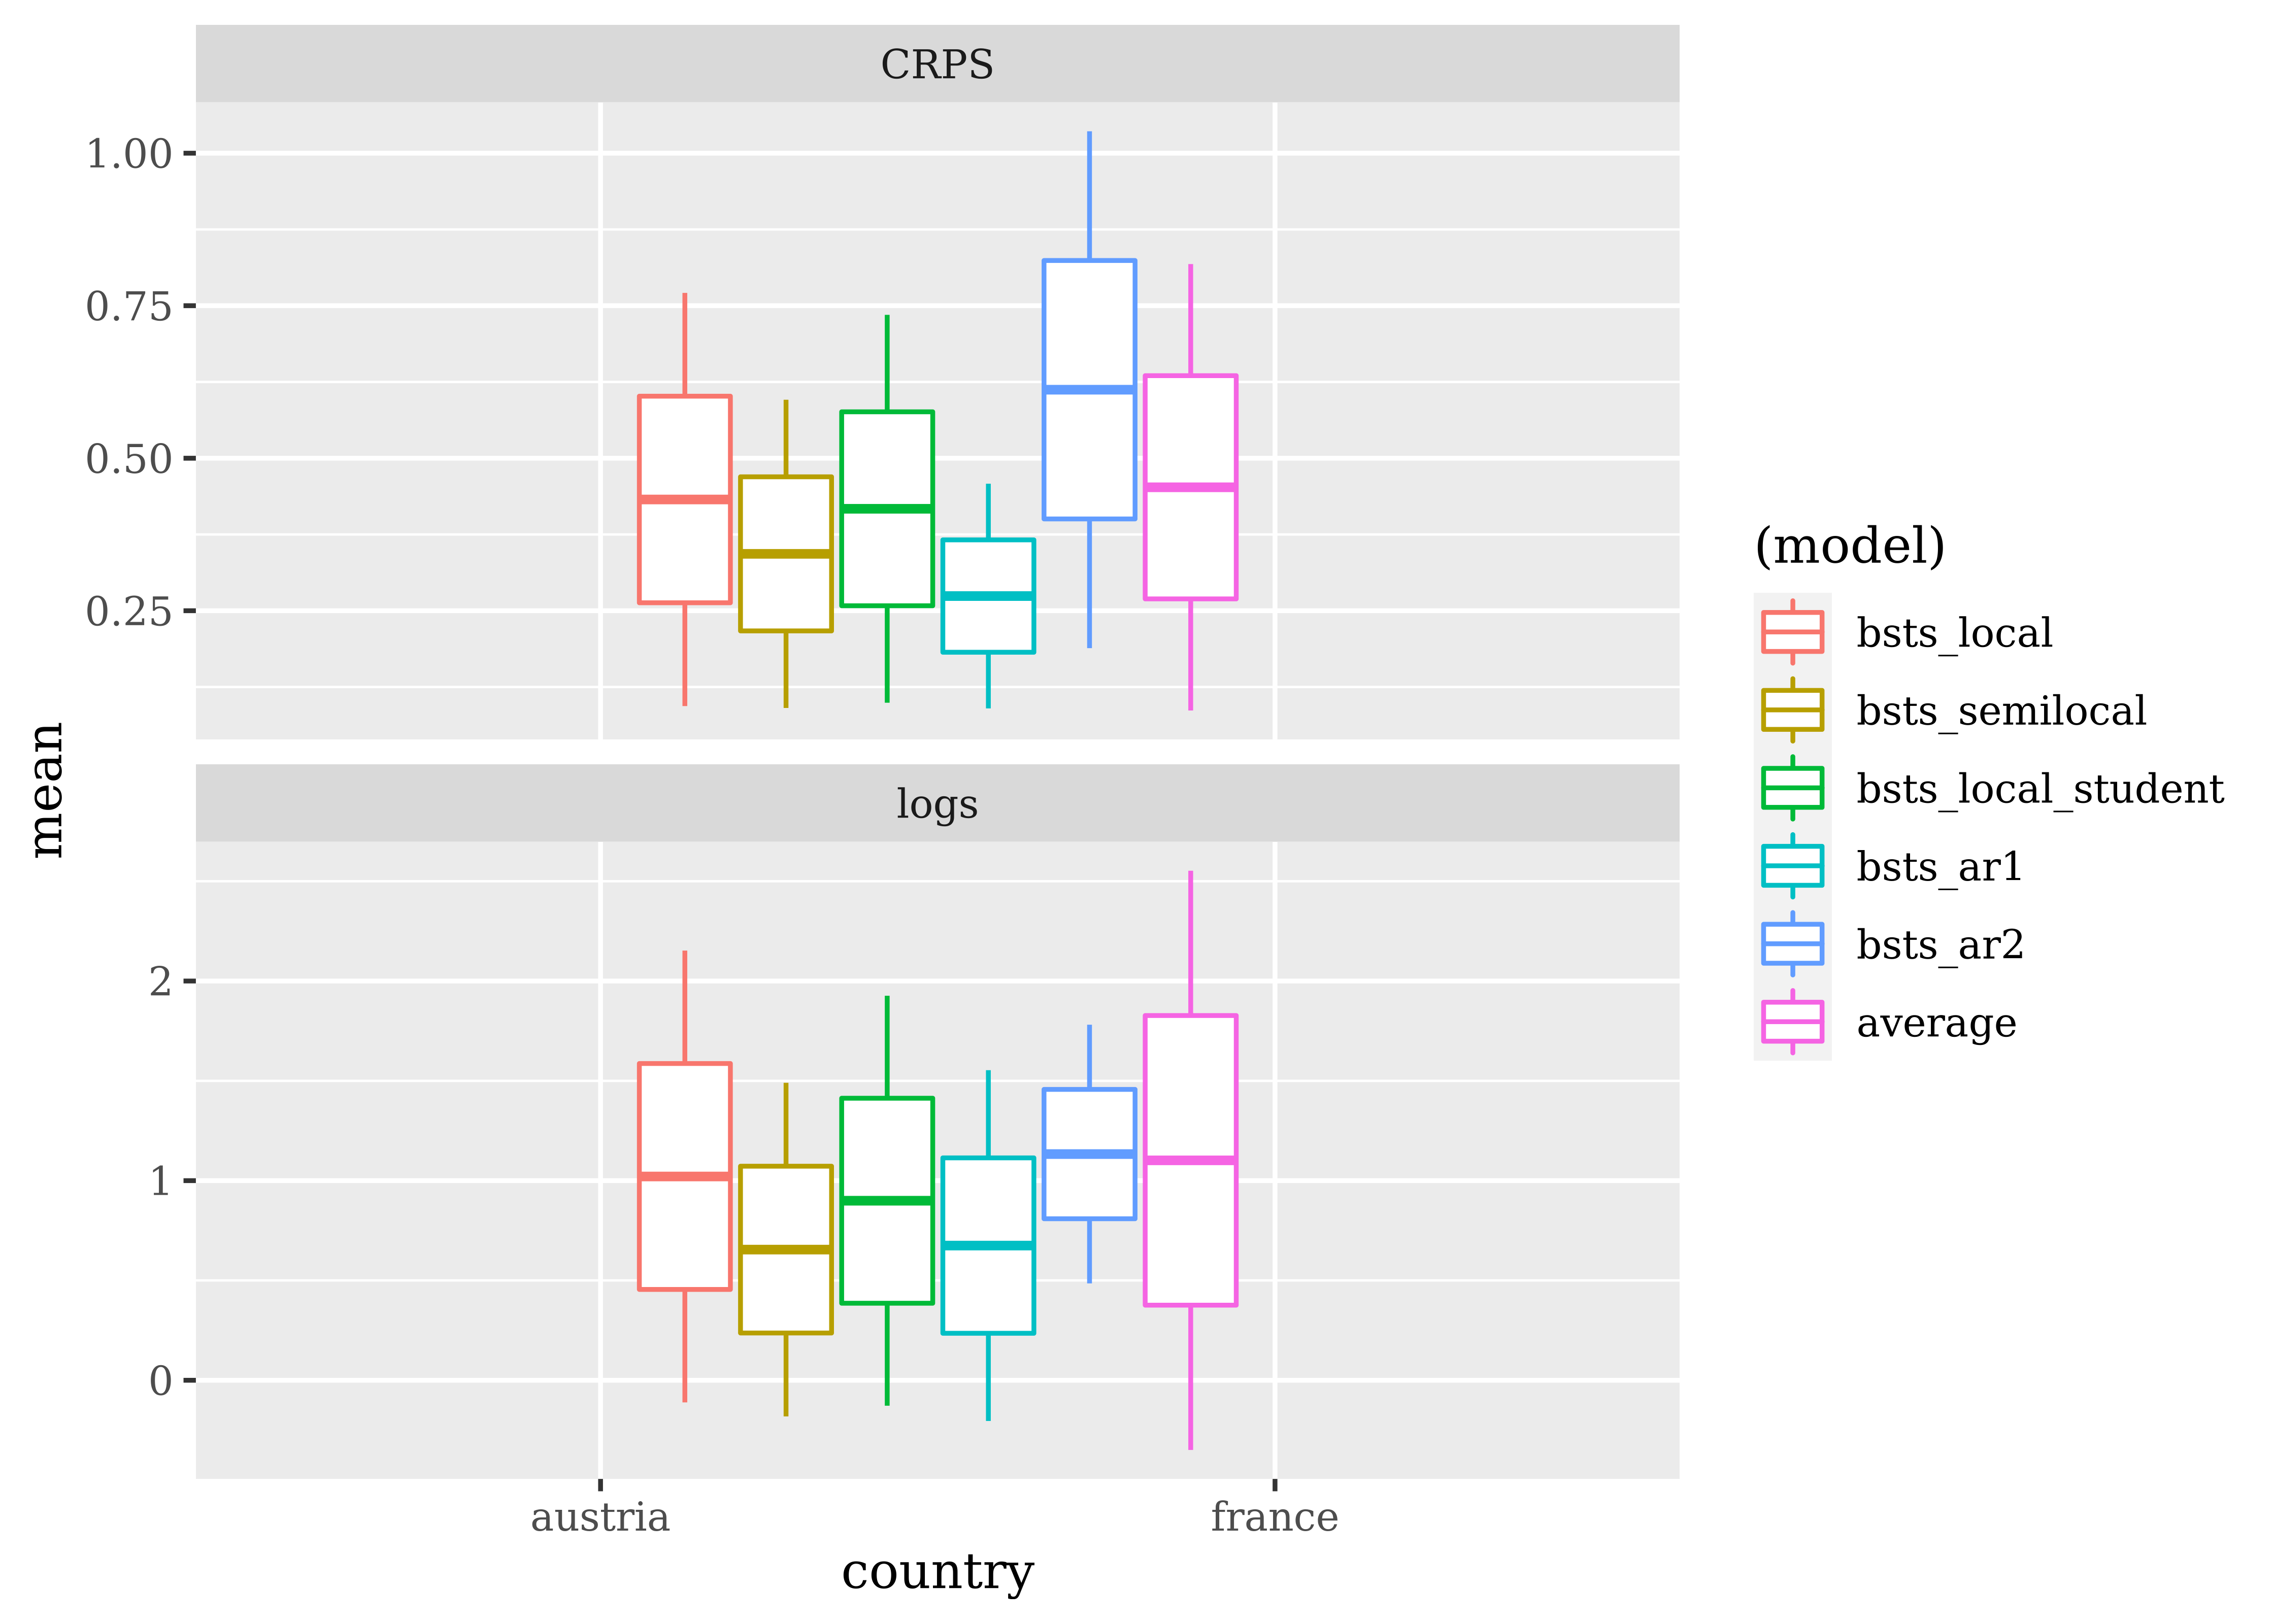 CRPS
1.00
0.75
0.50
0.25
mean
logs
2
1
0
austria france
country
(model)
bsts_local
bsts_semilocal
bsts_local_student
bsts_ar1
bsts_ar2
average